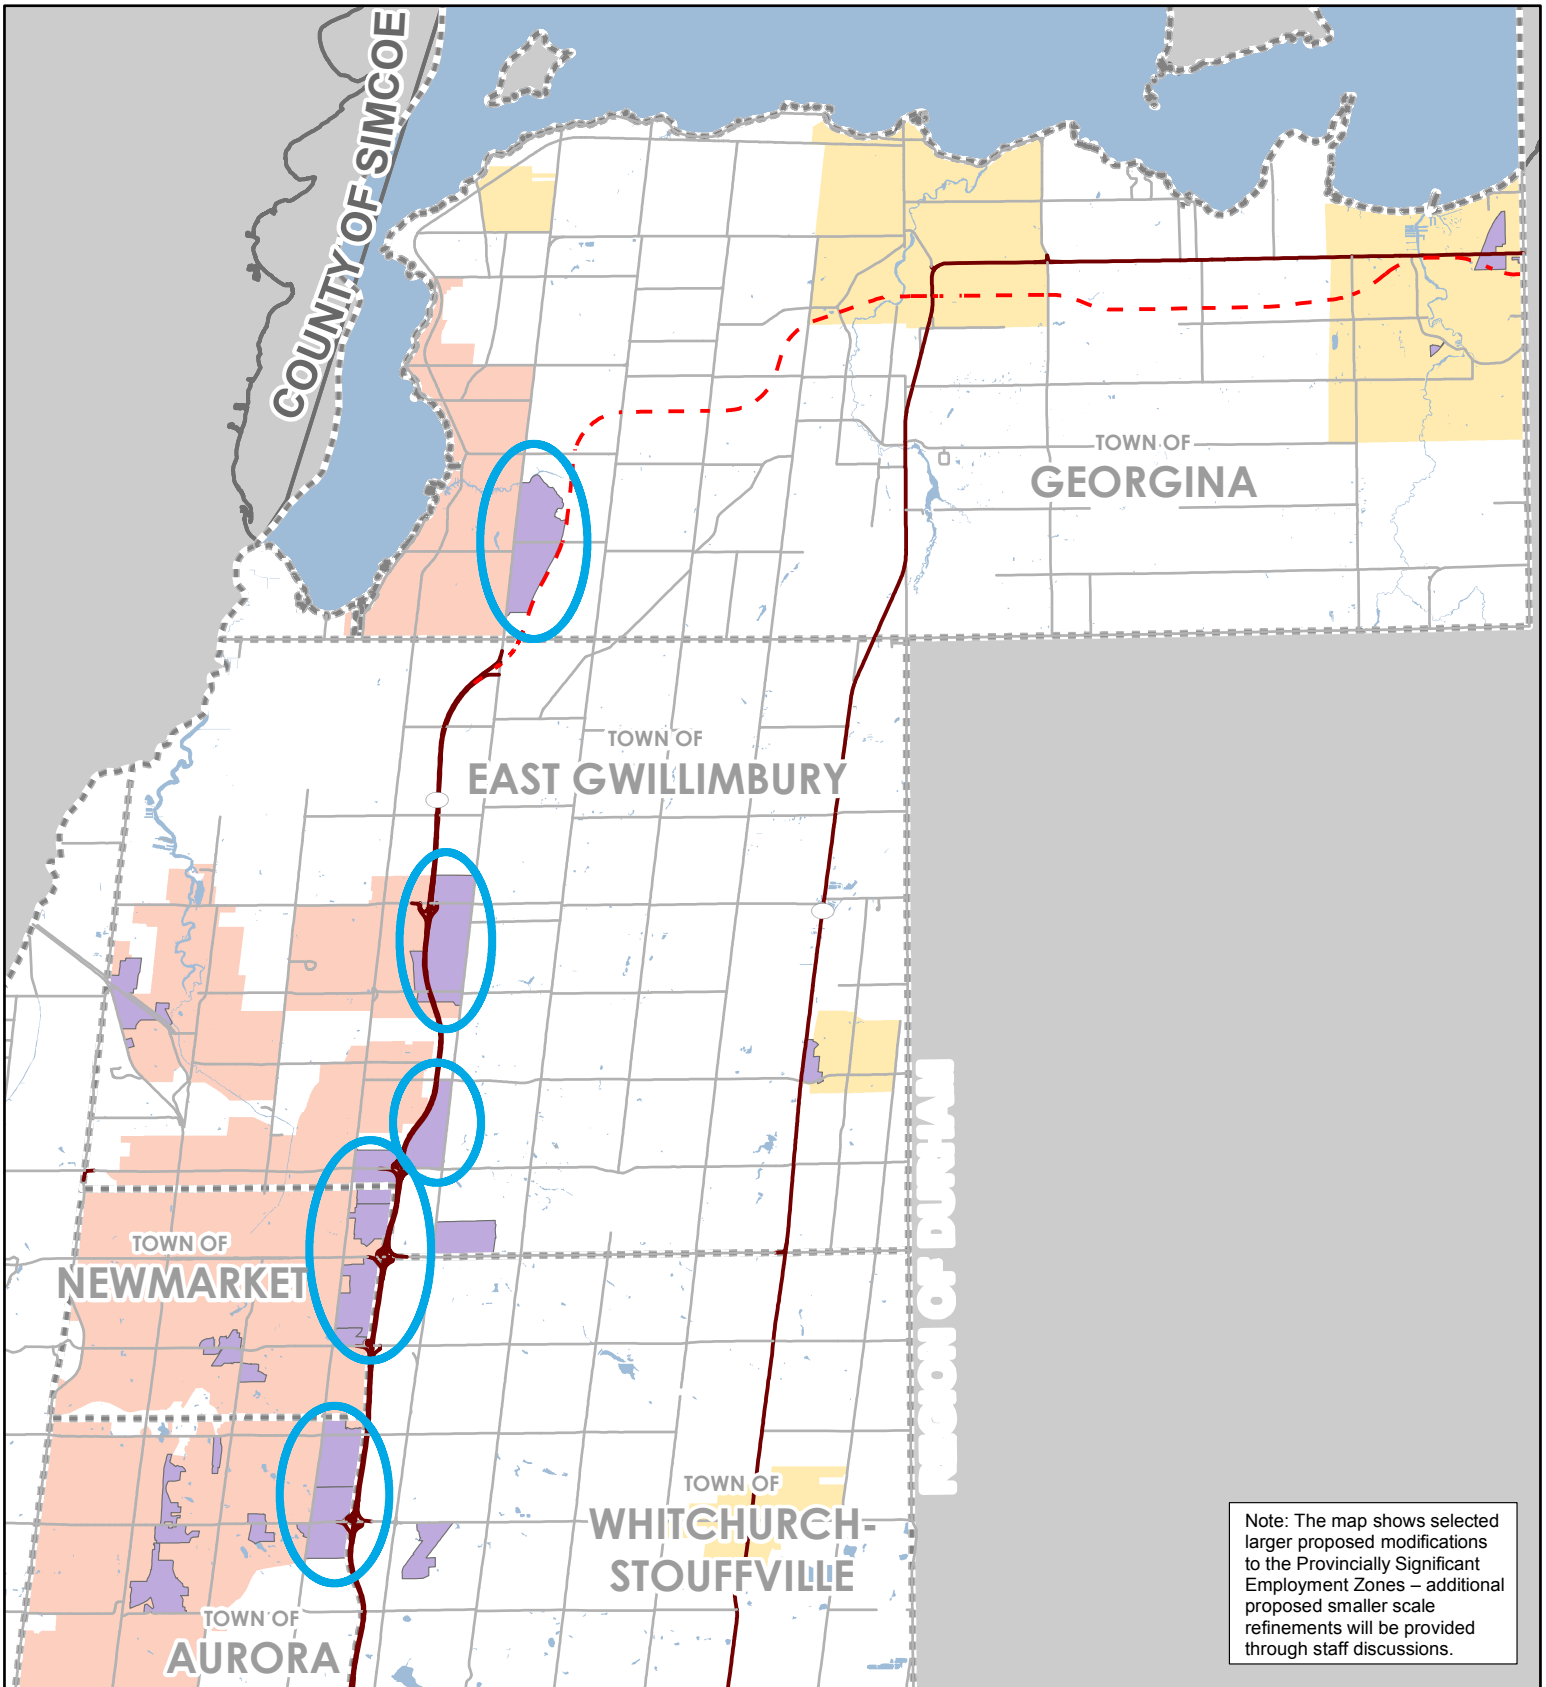 COUNTY OF SIMCOE
TOWN OF
GEORGINA
TOWN OF
EAST GWILLIMBURY
REGION OF DURHAM
TOWN OF
NEWMARKET
TOWN OF
WHITCHURCH-
STOUFFVILLE
TOWN OF
AURORA
Note: The map shows selected
larger proposed modifications
to the Provincially Significant
Employment Zones – additional
proposed smaller scale
refinements will be provided
through staff discussions.